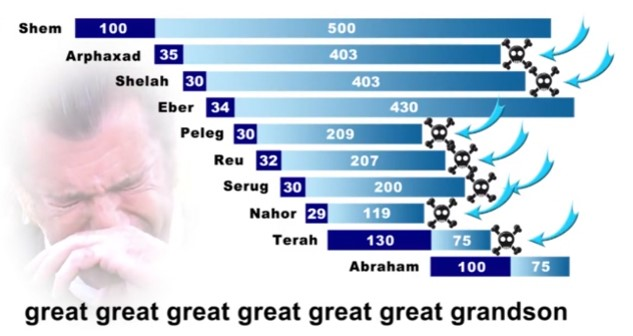 Shem 100 500
Arphaxad 35 403
Shelah 30 403
Eber 34 430
Peleg 30 209
Reu 32 207
Serug 30 200
Nahor 29 119
Terah 130 75
Abraham 100 75
great great great great great great grandson